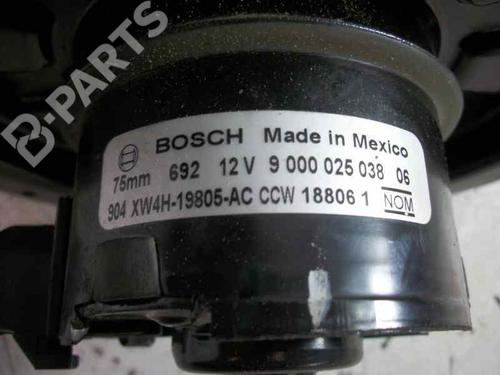 B-PARTS
BOSCH Made in Mexico
75mm 692 12 V 9 000 025 038 06
904 XW4H-19805-AC CCW 18806 1 NOM